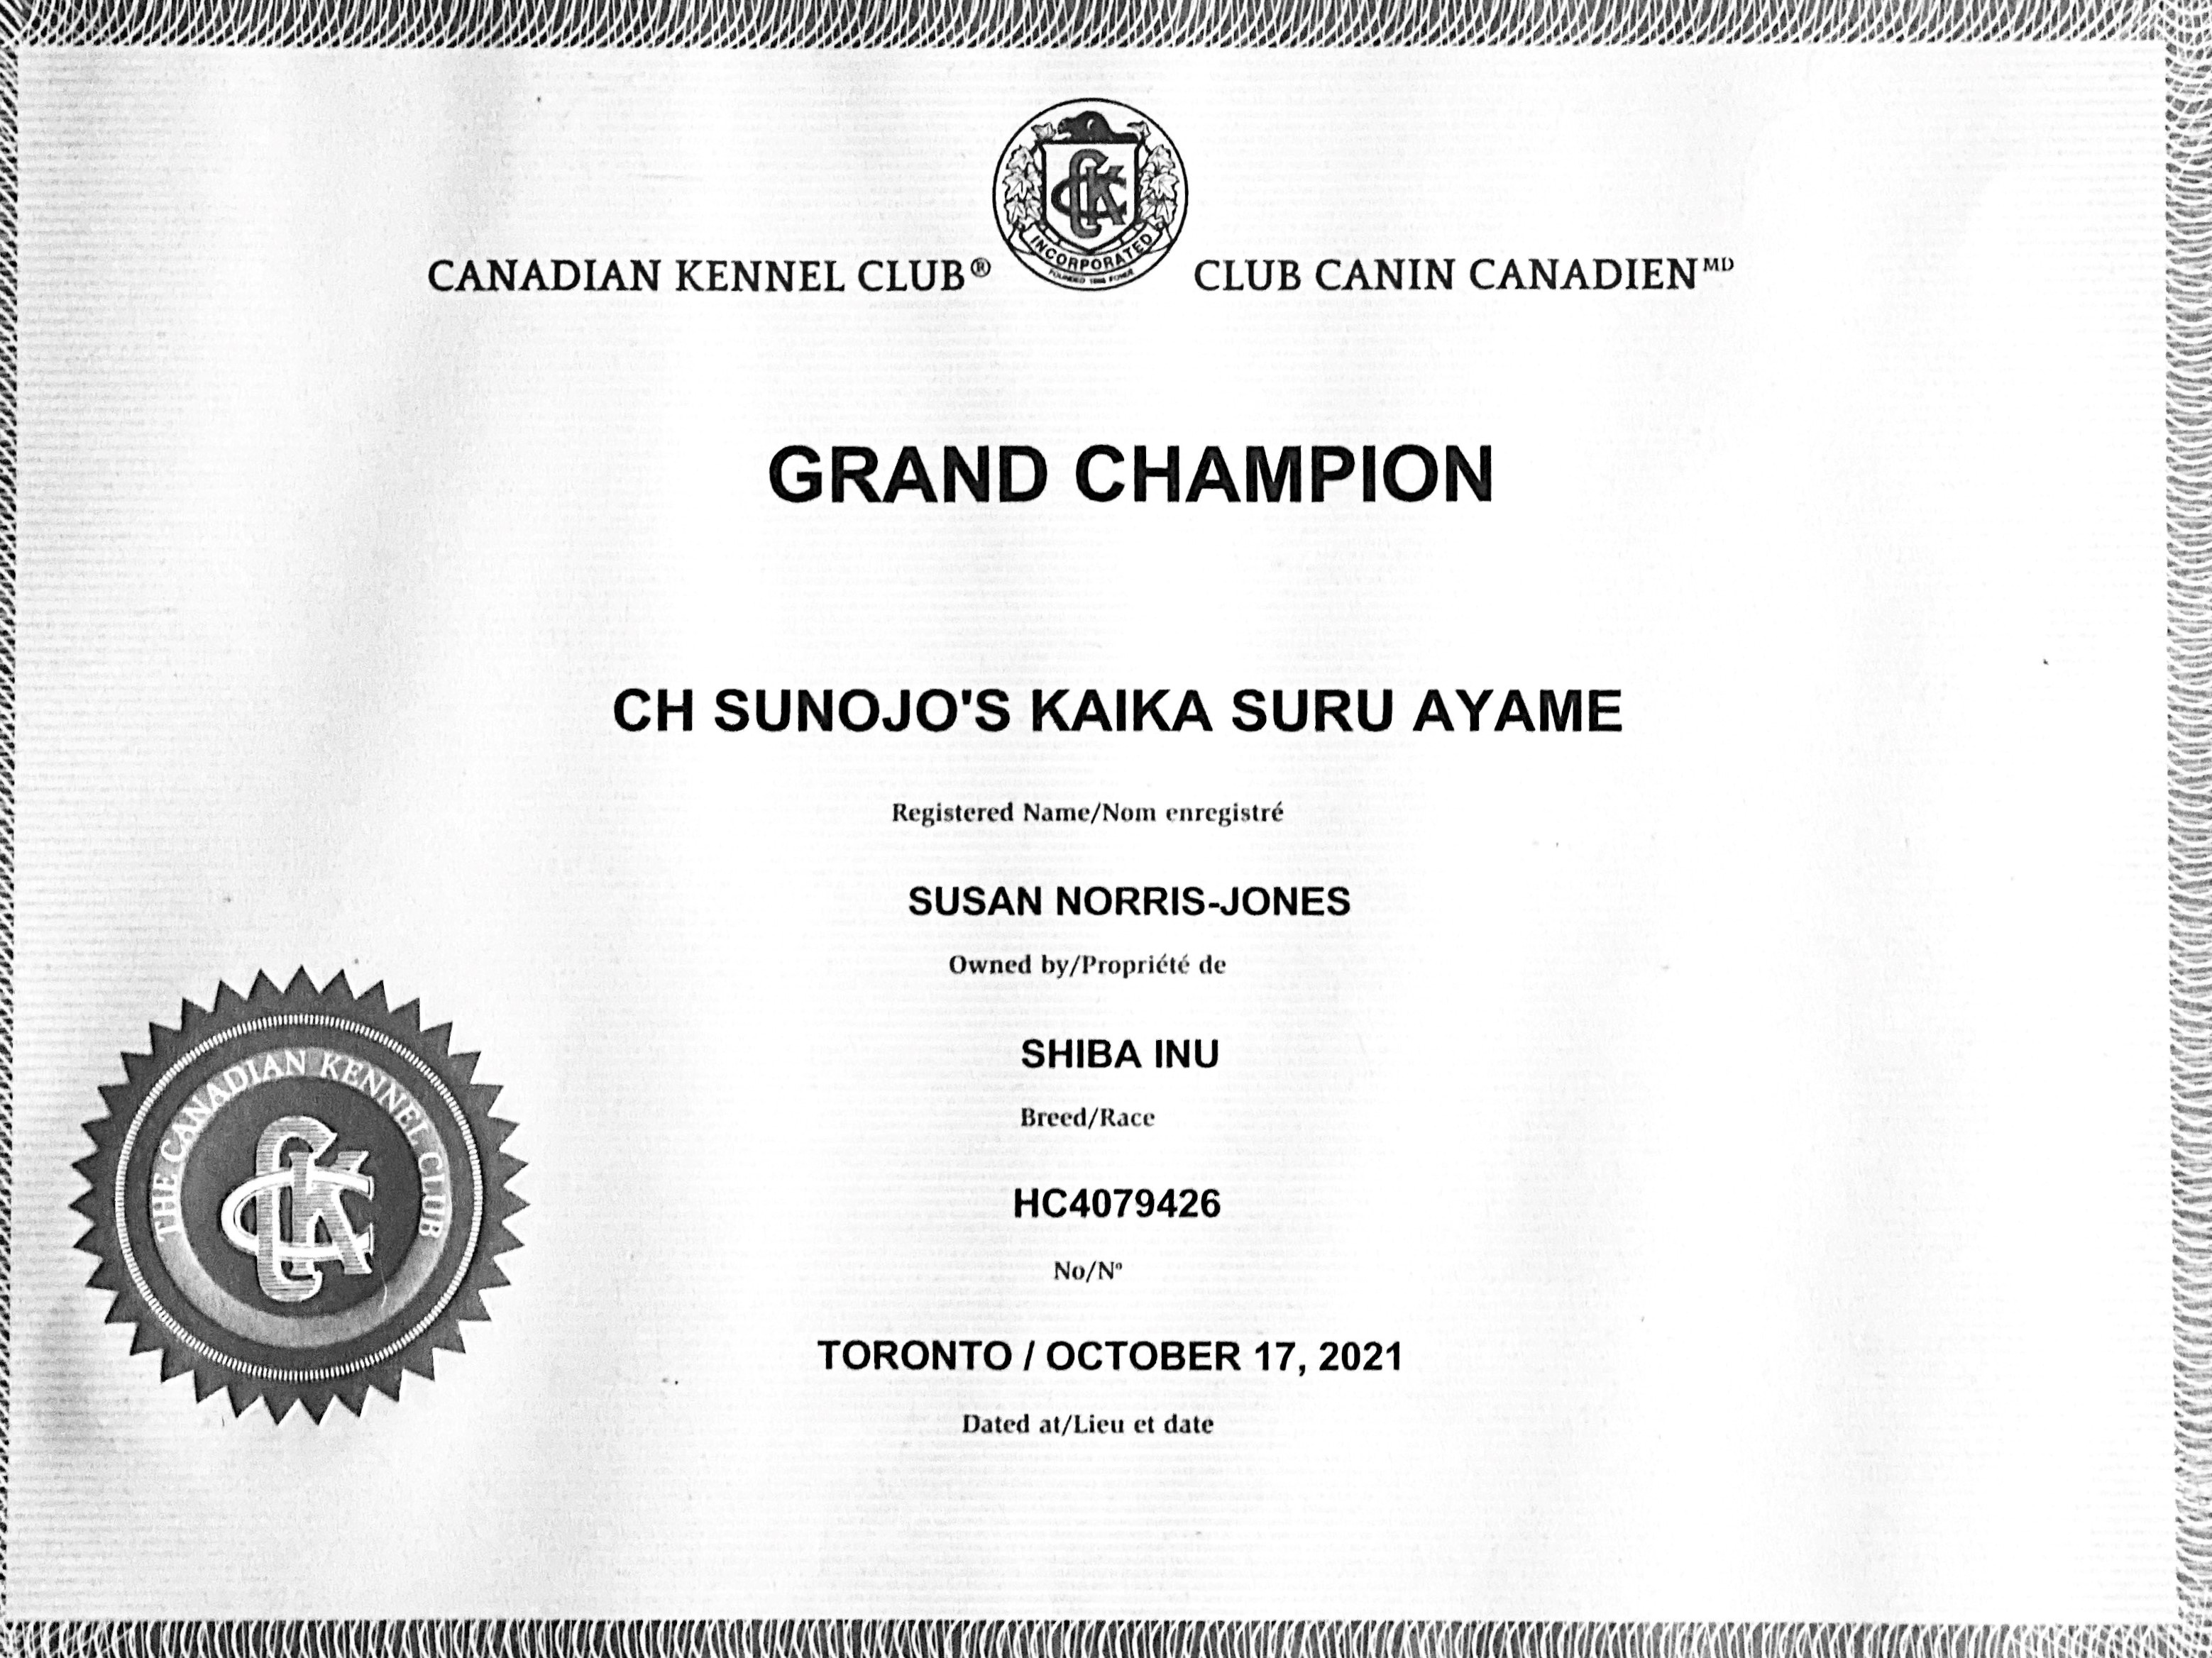 CANADIAN KENNEL CLUB® CLUB CANIN CANADIEN MD
CKC
INCORPORATED
FOUNDED 1888 FONDÉ
GRAND CHAMPION
CH SUNOJO'S KAIKA SURU AYAME
Registered Name/Nom enregistré
SUSAN NORRIS-JONES
Owned by/Propriété de
SHIBA INU
Breed/Race
HC4079426
No/Nº
TORONTO / OCTOBER 17, 2021
Dated at/Lieu et date
THE CANADIAN KENNEL CLUB
CKC